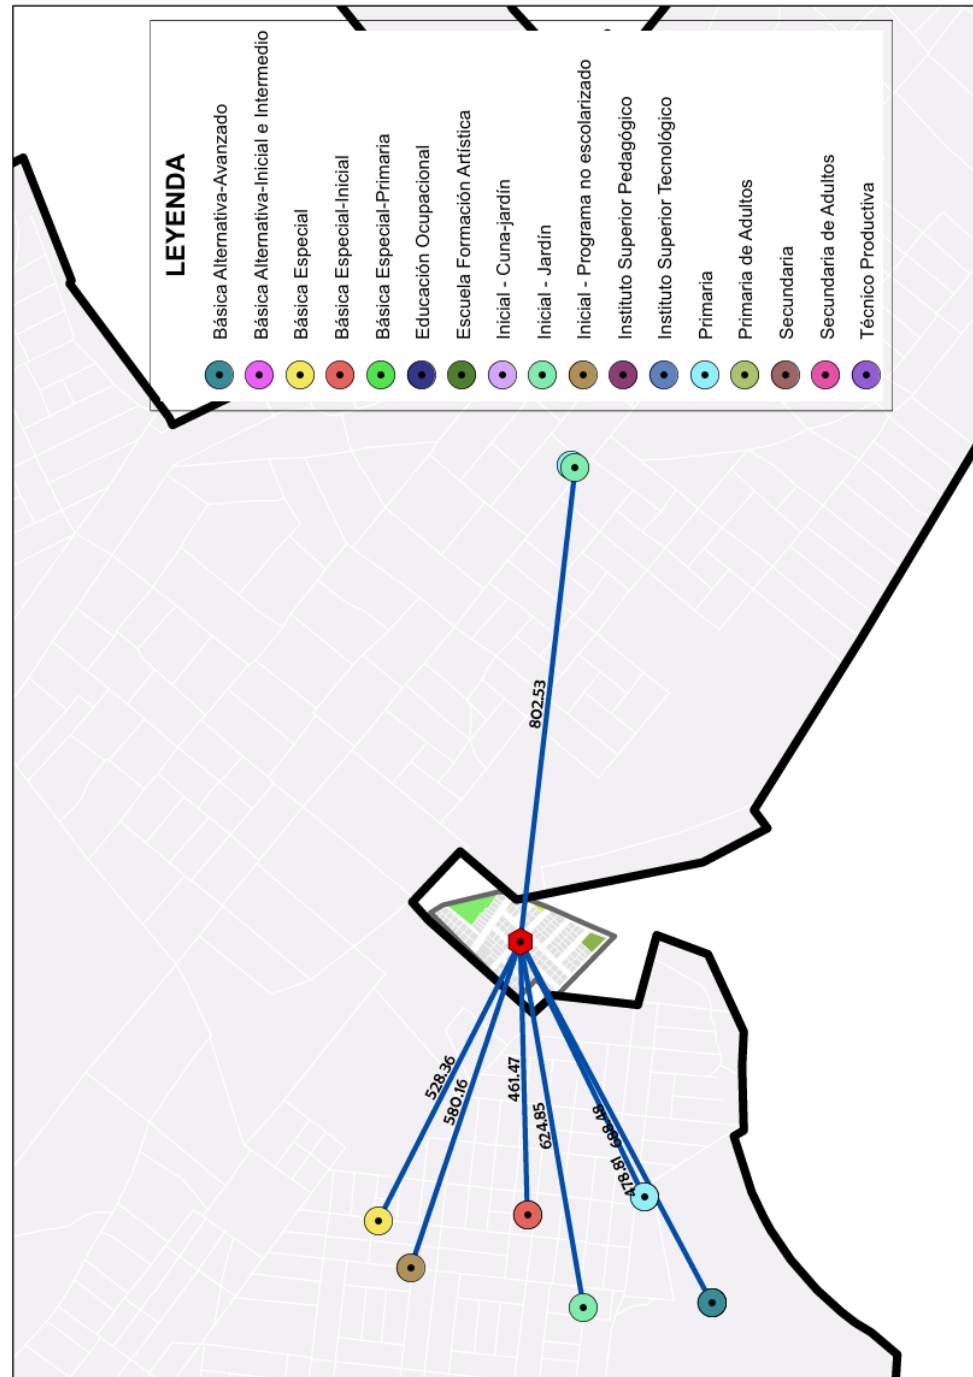 LEYENDA
Básica Alternativa-Avanzado
Básica Alternativa-Inicial e Intermedio
Básica Especial
Básica Especial-Inicial
Básica Especial-Primaria
Educación Ocupacional
Escuela Formación Artística
Inicial - Cuna-jardín
Inicial - Jardín
Inicial - Programa no escolarizado
Instituto Superior Pedagógico
Instituto Superior Tecnológico
Primaria
Primaria de Adultos
Secundaria
Secundaria de Adultos
Técnico Productiva
528.36
580.16
461.47
624.85
478.81
688.48
802.53